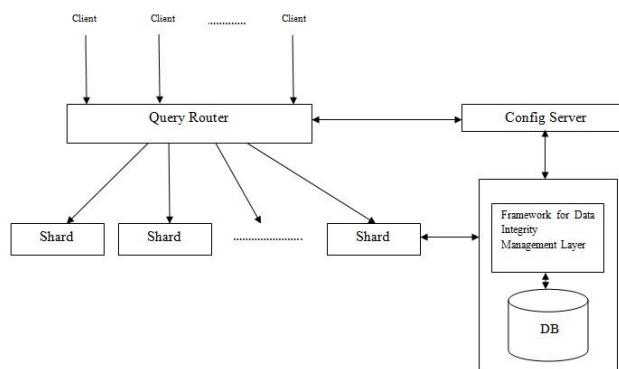 Client Client ............ Client
Query Router
Config Server
Shard Shard ........................ Shard
Framework for Data
Integrity
Management Layer
DB